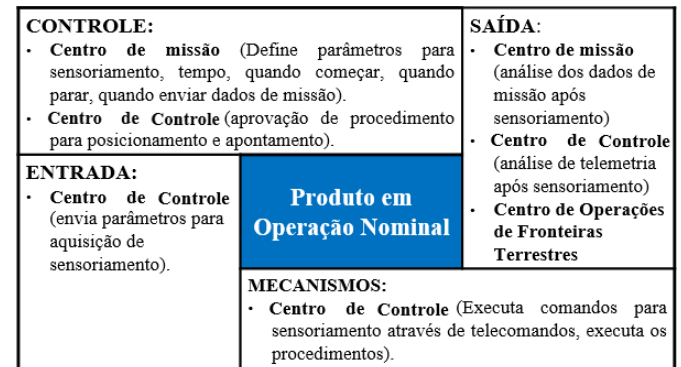 CONTROLE:
• Centro de missão (Define parâmetros para
sensoriamento, tempo, quando começar, quando
parar, quando enviar dados de missão).
• Centro de Controle (aprovação de procedimento
para posicionamento e apontamento).
SAÍDA:
• Centro de missão
(análise dos dados de
missão após
sensoriamento)
• Centro de Controle
(análise de telemetria
após sensoriamento)
• Centro de Operações
de Fronteiras
Terrestres
ENTRADA:
• Centro de Controle
(envia parâmetros para
aquisição de
sensoriamento).
Produto em
Operação Nominal
MECANISMOS:
• Centro de Controle (Executa comandos para
sensoriamento através de telecomandos, executa os
procedimentos).